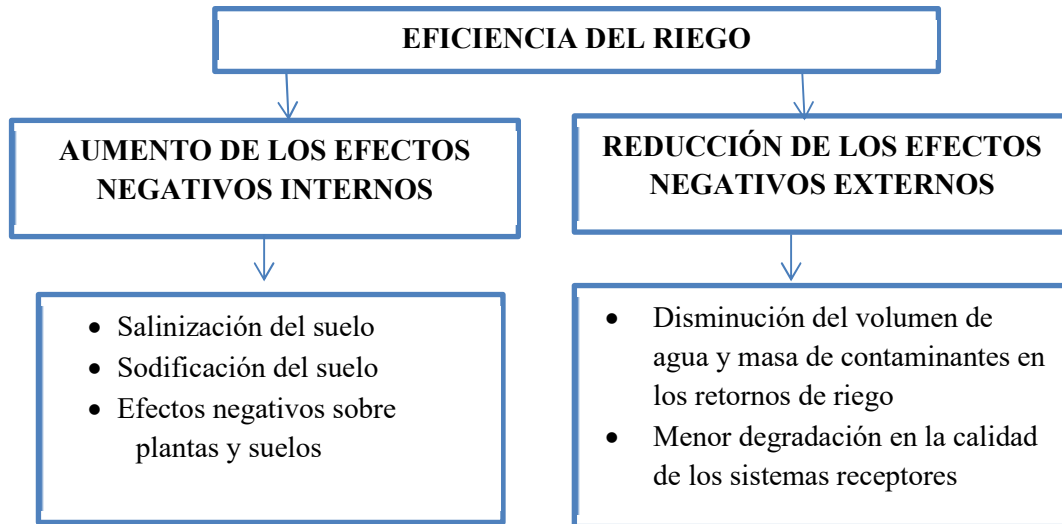 EFICIENCIA DEL RIEGO
AUMENTO DE LOS EFECTOS
NEGATIVOS INTERNOS
REDUCCIÓN DE LOS EFECTOS
NEGATIVOS EXTERNOS
• Salinización del suelo
• Sodificación del suelo
• Efectos negativos sobre
plantas y suelos
• Disminución del volumen de
agua y masa de contaminantes en
los retornos de riego
• Menor degradación en la calidad
de los sistemas receptores